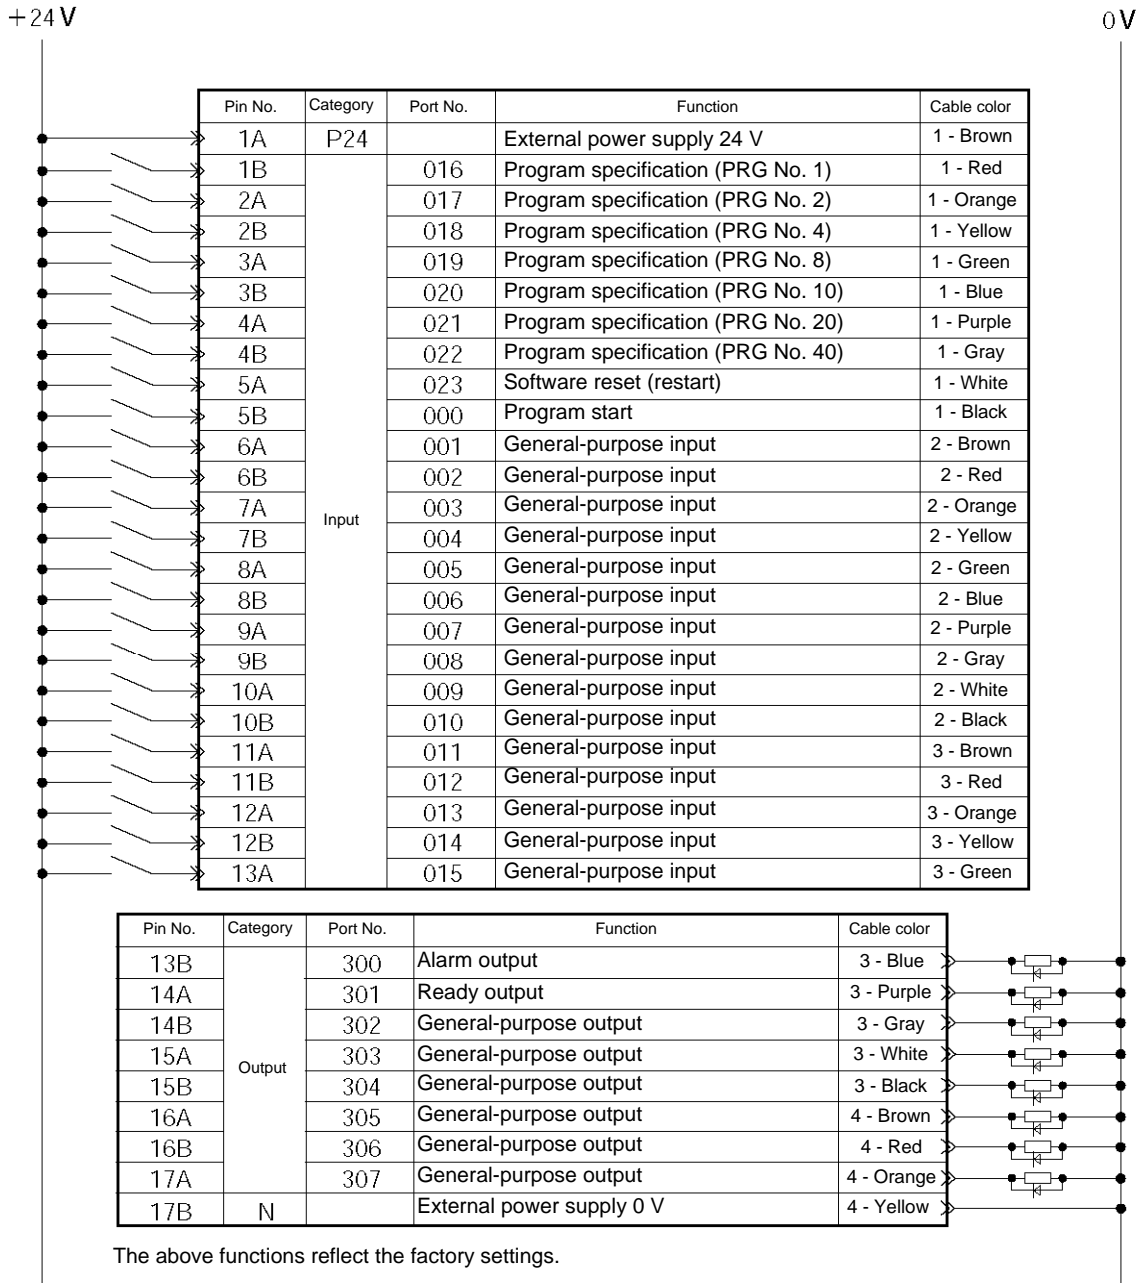 +24V 0V
Pin No. Category Port No. Function Cable color
1A P24 External power supply 24 V 1 - Brown
1B 016 Program specification (PRG No. 1) 1 - Red
2A 017 Program specification (PRG No. 2) 1 - Orange
2B 018 Program specification (PRG No. 4) 1 - Yellow
3A 019 Program specification (PRG No. 8) 1 - Green
3B 020 Program specification (PRG No. 10) 1 - Blue
4A 021 Program specification (PRG No. 20) 1 - Purple
4B 022 Program specification (PRG No. 40) 1 - Gray
5A 023 Software reset (restart) 1 - White
5B 000 Program start 1 - Black
6A 001 General-purpose input 2 - Brown
6B 002 General-purpose input 2 - Red
7A Input 003 General-purpose input 2 - Orange
7B 004 General-purpose input 2 - Yellow
8A 005 General-purpose input 2 - Green
8B 006 General-purpose input 2 - Blue
9A 007 General-purpose input 2 - Purple
9B 008 General-purpose input 2 - Gray
10A 009 General-purpose input 2 - White
10B 010 General-purpose input 2 - Black
11A 011 General-purpose input 3 - Brown
11B 012 General-purpose input 3 - Red
12A 013 General-purpose input 3 - Orange
12B 014 General-purpose input 3 - Yellow
13A 015 General-purpose input 3 - Green
Pin No. Category Port No. Function Cable color
13B 300 Alarm output 3 - Blue
14A 301 Ready output 3 - Purple
14B 302 General-purpose output 3 - Gray
15A Output 303 General-purpose output 3 - White
15B 304 General-purpose output 3 - Black
16A 305 General-purpose output 4 - Brown
16B 306 General-purpose output 4 - Red
17A 307 General-purpose output 4 - Orange
17B N External power supply 0 V 4 - Yellow
The above functions reflect the factory settings.